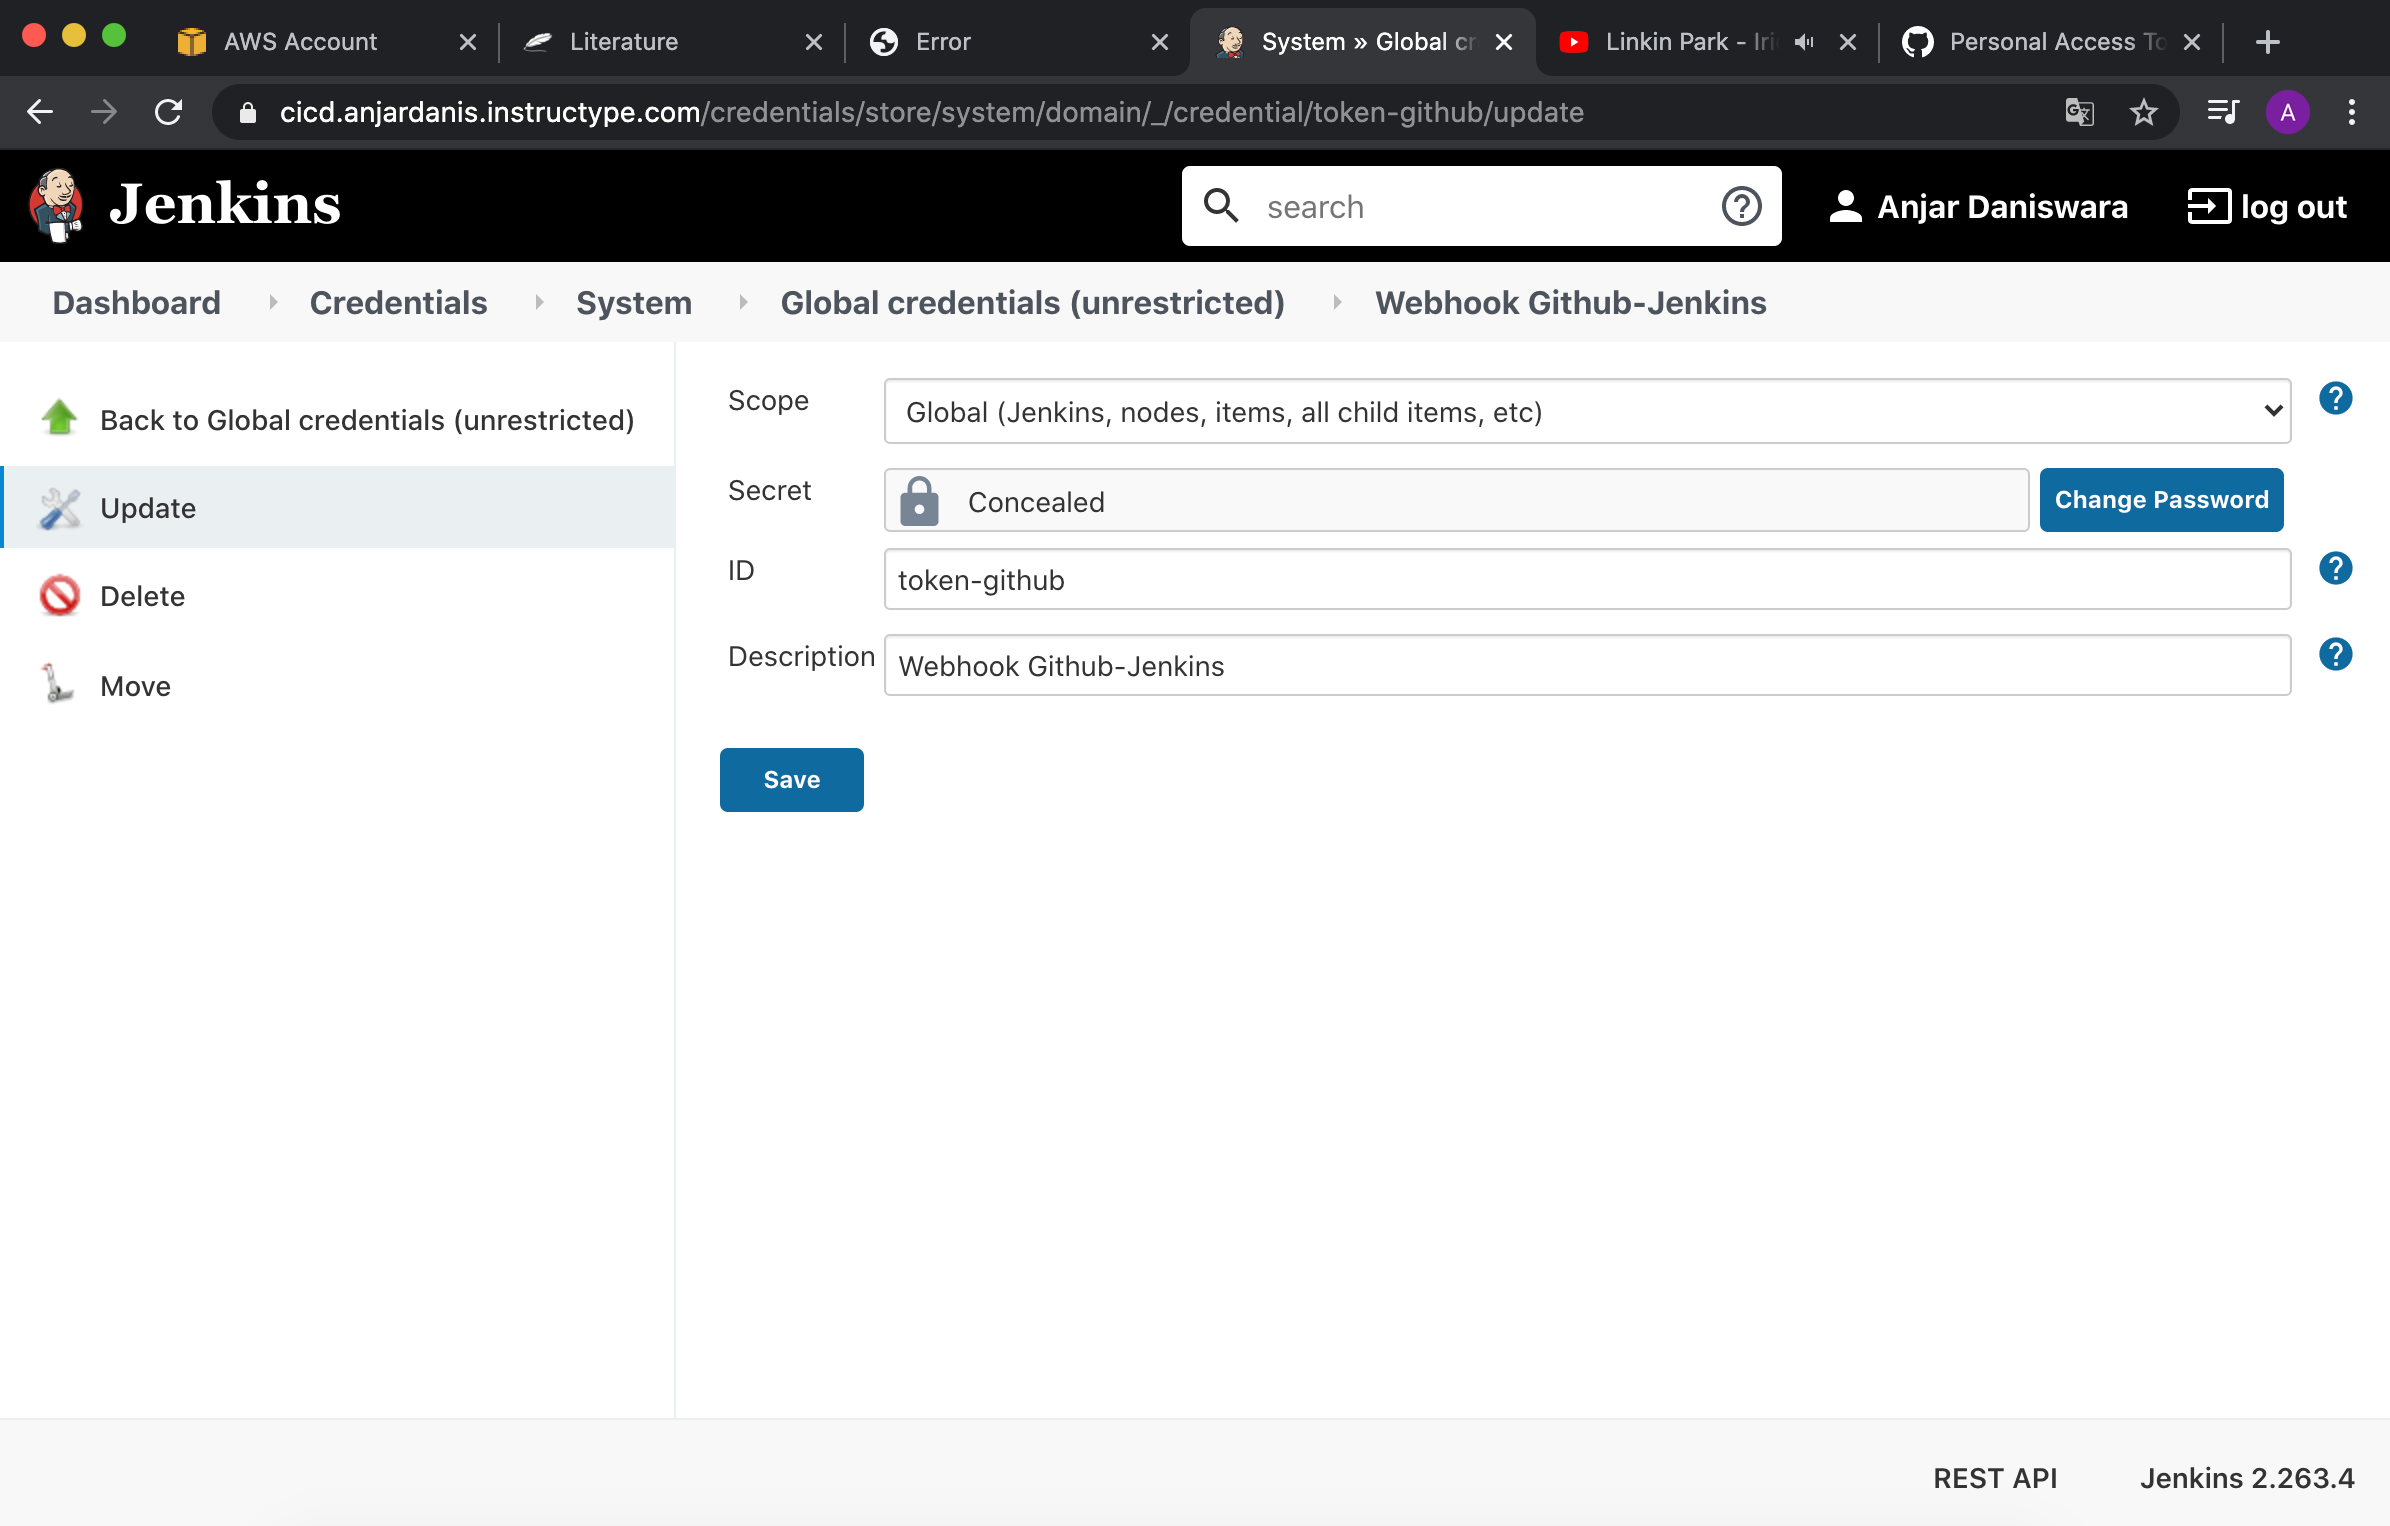 AWS Account
Literature
Error
System » Global cr
Linkin Park - Iri
Personal Access To
cicd.anjardanis.instructype.com/credentials/store/system/domain/_/credential/token-github/update
A
Jenkins
search
Anjar Daniswara
log out
Dashboard
Credentials
System
Global credentials (unrestricted)
Webhook Github-Jenkins
Back to Global credentials (unrestricted)
Update
Delete
Move
Scope
Global (Jenkins, nodes, items, all child items, etc)
Secret
Concealed
Change Password
ID
token-github
Description
Webhook Github-Jenkins
Save
REST API
Jenkins 2.263.4